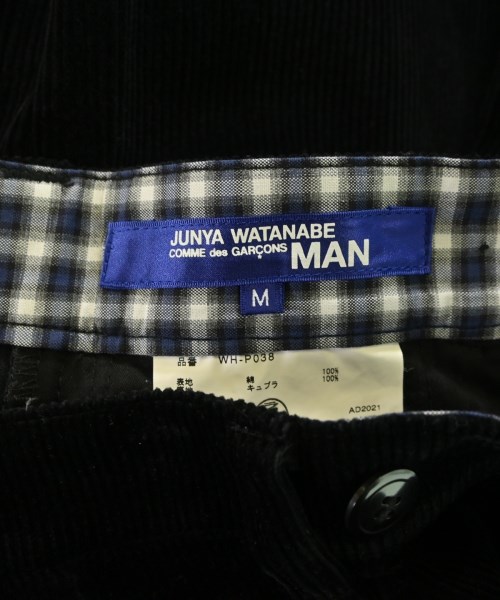 JUNYA WATANABE
COMME des GARÇONS MAN
M
品番 WH-P038
表地 綿 100%
キュプラ 100%
AD2021